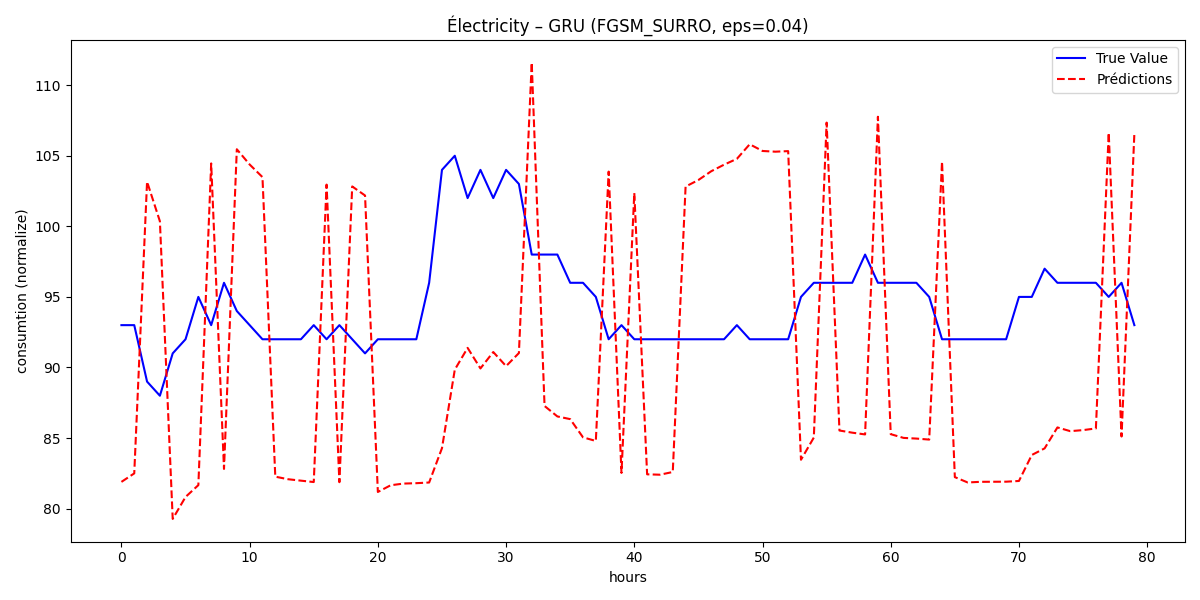 Électricity – GRU (FGSM_SURRO, eps=0.04)
True Value
Prédictions
consumtion (normalize)
110
105
100
95
90
85
80
0 10 20 30 40 50 60 70 80
hours